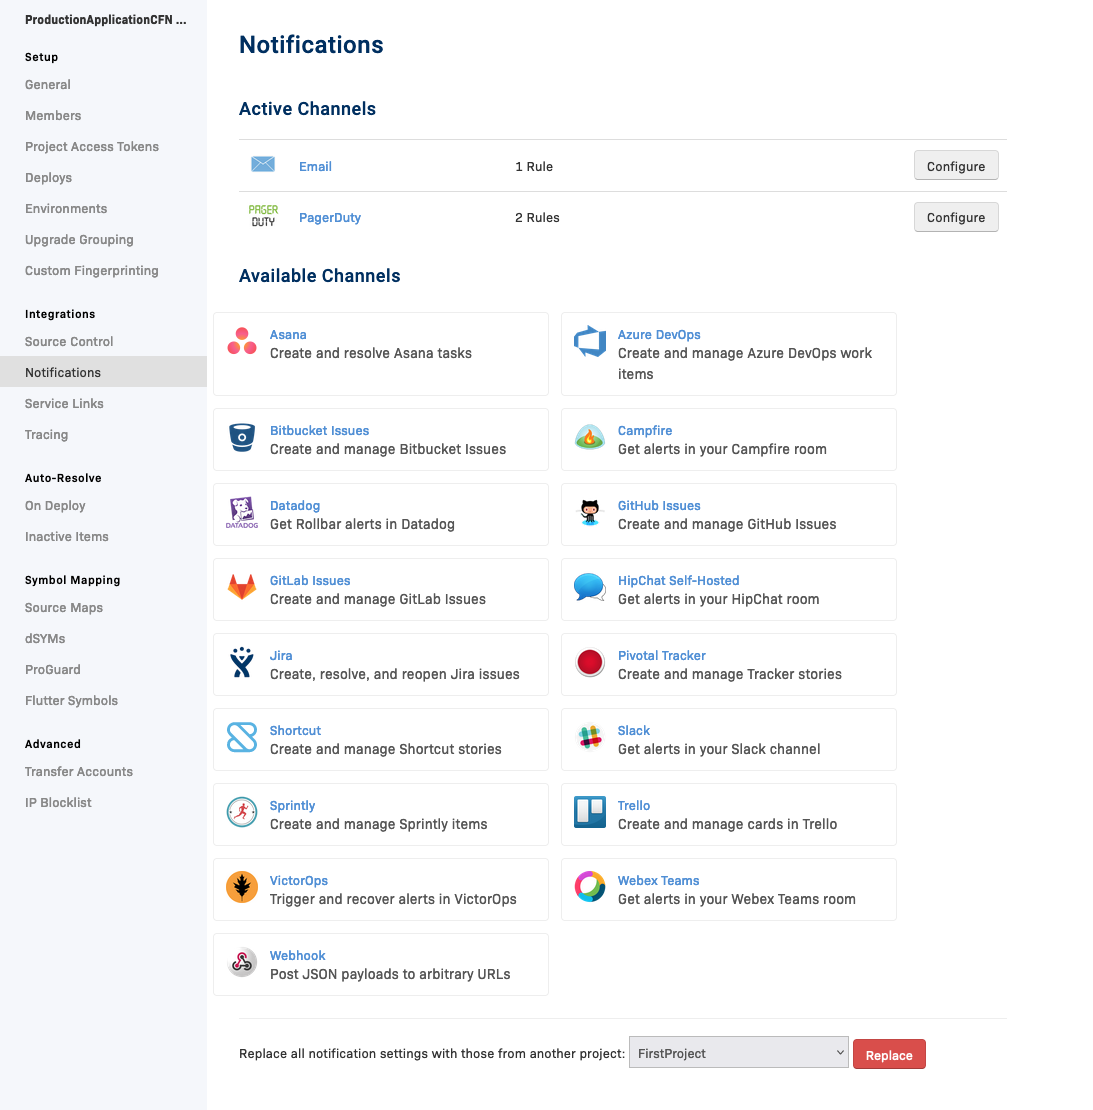 ProductionApplicationCFN ...
Setup
General
Members
Project Access Tokens
Deploys
Environments
Upgrade Grouping
Custom Fingerprinting
Integrations
Source Control
Notifications
Service Links
Tracing
Auto-Resolve
On Deploy
Inactive Items
Symbol Mapping
Source Maps
dSYMs
ProGuard
Flutter Symbols
Advanced
Transfer Accounts
IP Blocklist
Notifications
Active Channels
Email
1 Rule
Configure
PAGER
DUTY
PagerDuty
2 Rules
Configure
Available Channels
Asana
Create and resolve Asana tasks
Azure DevOps
Create and manage Azure DevOps work
items
Bitbucket Issues
Create and manage Bitbucket Issues
Campfire
Get alerts in your Campfire room
DATADOG
Datadog
Get Rollbar alerts in Datadog
GitHub Issues
Create and manage GitHub Issues
GitLab Issues
Create and manage GitLab Issues
HipChat Self-Hosted
Get alerts in your HipChat room
Jira
Create, resolve, and reopen Jira issues
Pivotal Tracker
Create and manage Tracker stories
Shortcut
Create and manage Shortcut stories
Slack
Get alerts in your Slack channel
Sprintly
Create and manage Sprintly items
Trello
Create and manage cards in Trello
VictorOps
Trigger and recover alerts in VictorOps
Webex Teams
Get alerts in your Webex Teams room
Webhook
Post JSON payloads to arbitrary URLs
Replace all notification settings with those from another project:
FirstProject
Replace